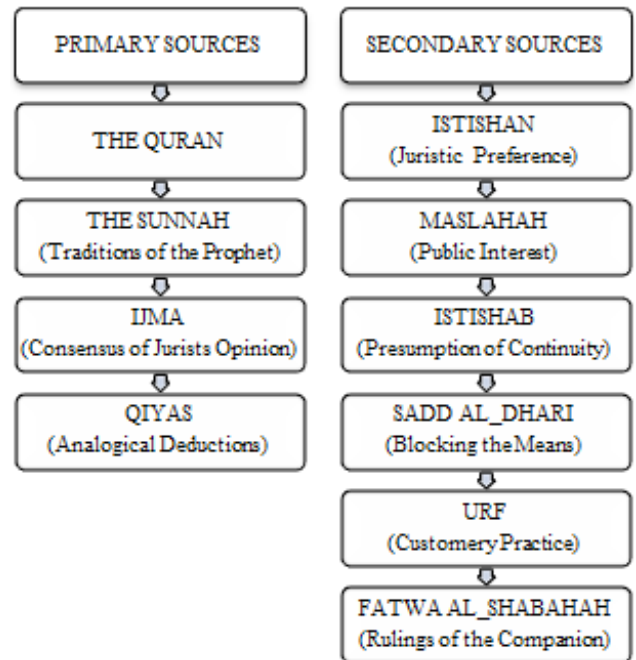 PRIMARY SOURCES
THE QURAN
THE SUNNAH
(Traditions of the Prophet)
IJMA
(Consensus of Jurists Opinion)
QIYAS
(Analogical Deductions)
SECONDARY SOURCES
ISTISHAN
(Juristic Preference)
MASLAHAH
(Public Interest)
ISTISHAB
(Presumption of Continuity)
SADD AL_DHARI
(Blocking the Means)
URF
(Customery Practice)
FATWA AL_SHABAHAH
(Rulings of the Companion)